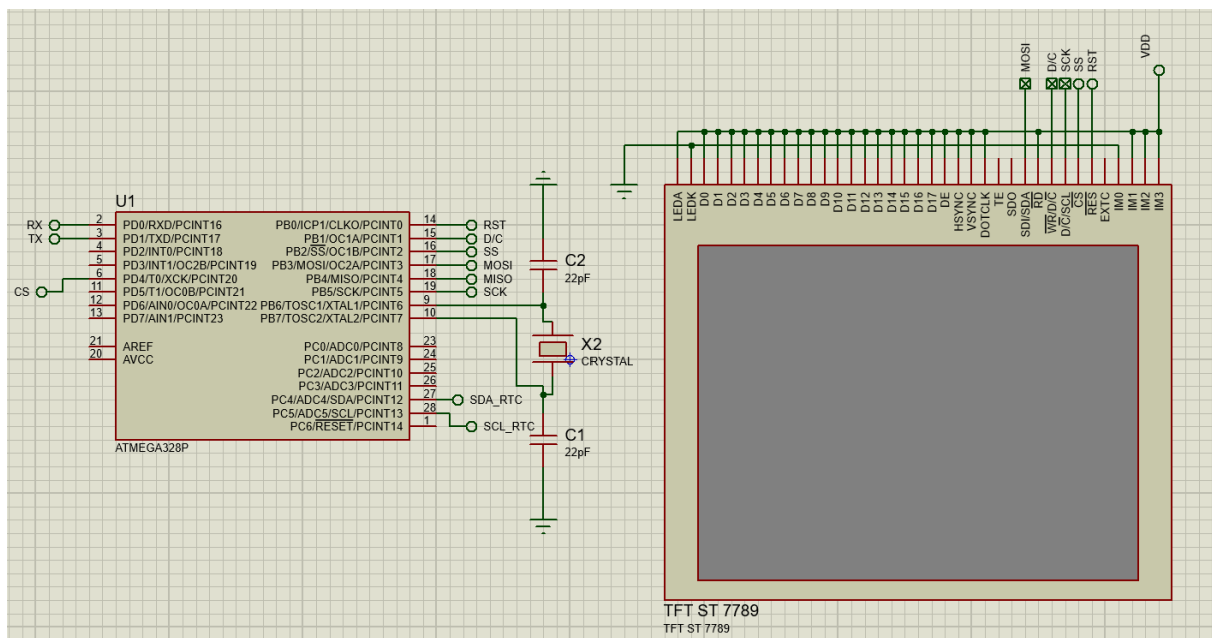 U1
RX
TX
CS
2
3
4
5
6
11
12
13
21
20
PD0/RXD/PCINT16
PD1/TXD/PCINT17
PD2/INT0/PCINT18
PD3/INT1/OC2B/PCINT19
PD4/T0/XCK/PCINT20
PD5/T1/OC0B/PCINT21
PD6/AIN0/OC0A/PCINT22
PD7/AIN1/PCINT23
AREF
AVCC
PB0/ICP1/CLKO/PCINT0
PB1/OC1A/PCINT1
PB2/SS/OC1B/PCINT2
PB3/MOSI/OC2A/PCINT3
PB4/MISO/PCINT4
PB5/SCK/PCINT5
PB6/TOSC1/XTAL1/PCINT6
PB7/TOSC2/XTAL2/PCINT7
PC0/ADC0/PCINT8
PC1/ADC1/PCINT9
PC2/ADC2/PCINT10
PC3/ADC3/PCINT11
PC4/ADC4/SDA/PCINT12
PC5/ADC5/SCL/PCINT13
PC6/RESET/PCINT14
14
15
16
17
18
19
9
10
23
24
25
26
27
28
1
RST
D/C
SS
MOSI
MISO
SCK
SDA_RTC
SCL_RTC
ATMEGA328P
C2
22pF
X2
CRYSTAL
C1
22pF
MOSI
D/C
SCK
SS
RST
VDD
LEDA
LEDK
D0
D1
D2
D3
D4
D5
D6
D7
D8
D9
D10
D11
D12
D13
D14
D15
D16
D17
DE
HSYNC
VSYNC
DOTCLK
TE
SDO
SDI/SDA
RD
WR/D/C
D/C/SCL
CS
RES
EXTC
IM0
IM1
IM2
IM3
TFT ST 7789
TFT ST 7789